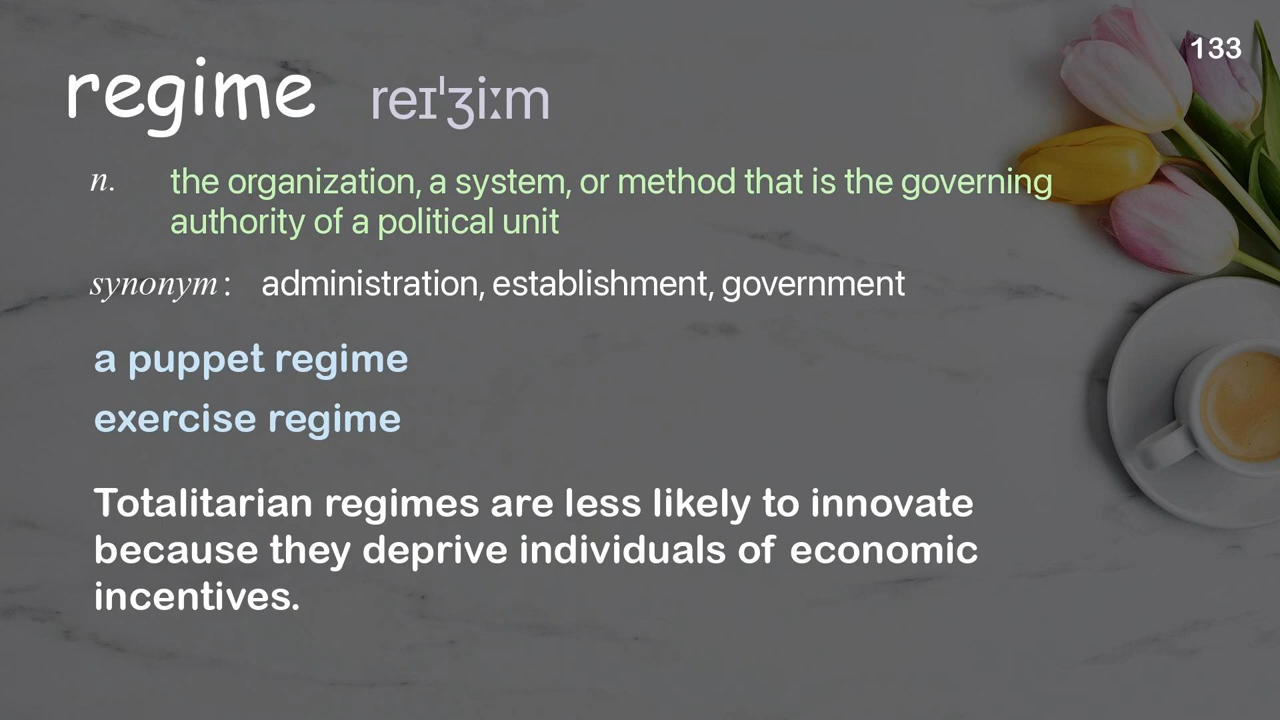 133
regime reɪˈʒiːm
n. the organization, a system, or method that is the governing
authority of a political unit
synonym: administration, establishment, government
a puppet regime
exercise regime
Totalitarian regimes are less likely to innovate
because they deprive individuals of economic
incentives.